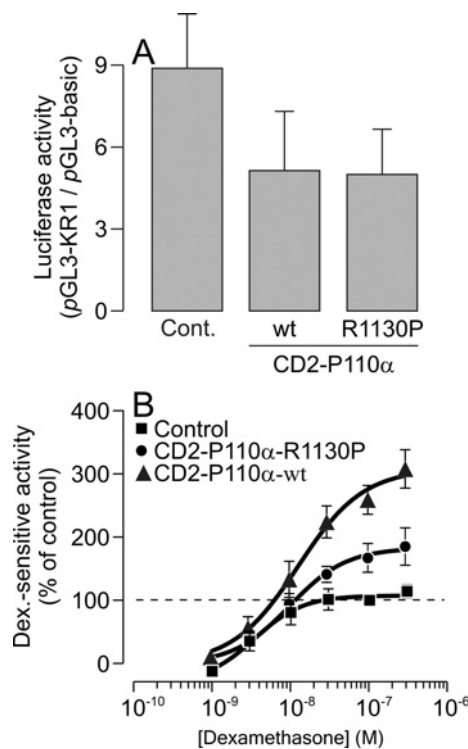 A
Luciferase activity
(pGL3-KR1 / pGL3-basic)
9
6
3
0
Cont.
wt
R1130P
CD2-P110α
B
Control
CD2-P110α-R1130P
CD2-P110α-wt
Dex.-sensitive activity
(% of control)
400
300
200
100
0
10⁻¹⁰ 10⁻⁹ 10⁻⁸ 10⁻⁷ 10⁻⁶
[Dexamethasone] (M)